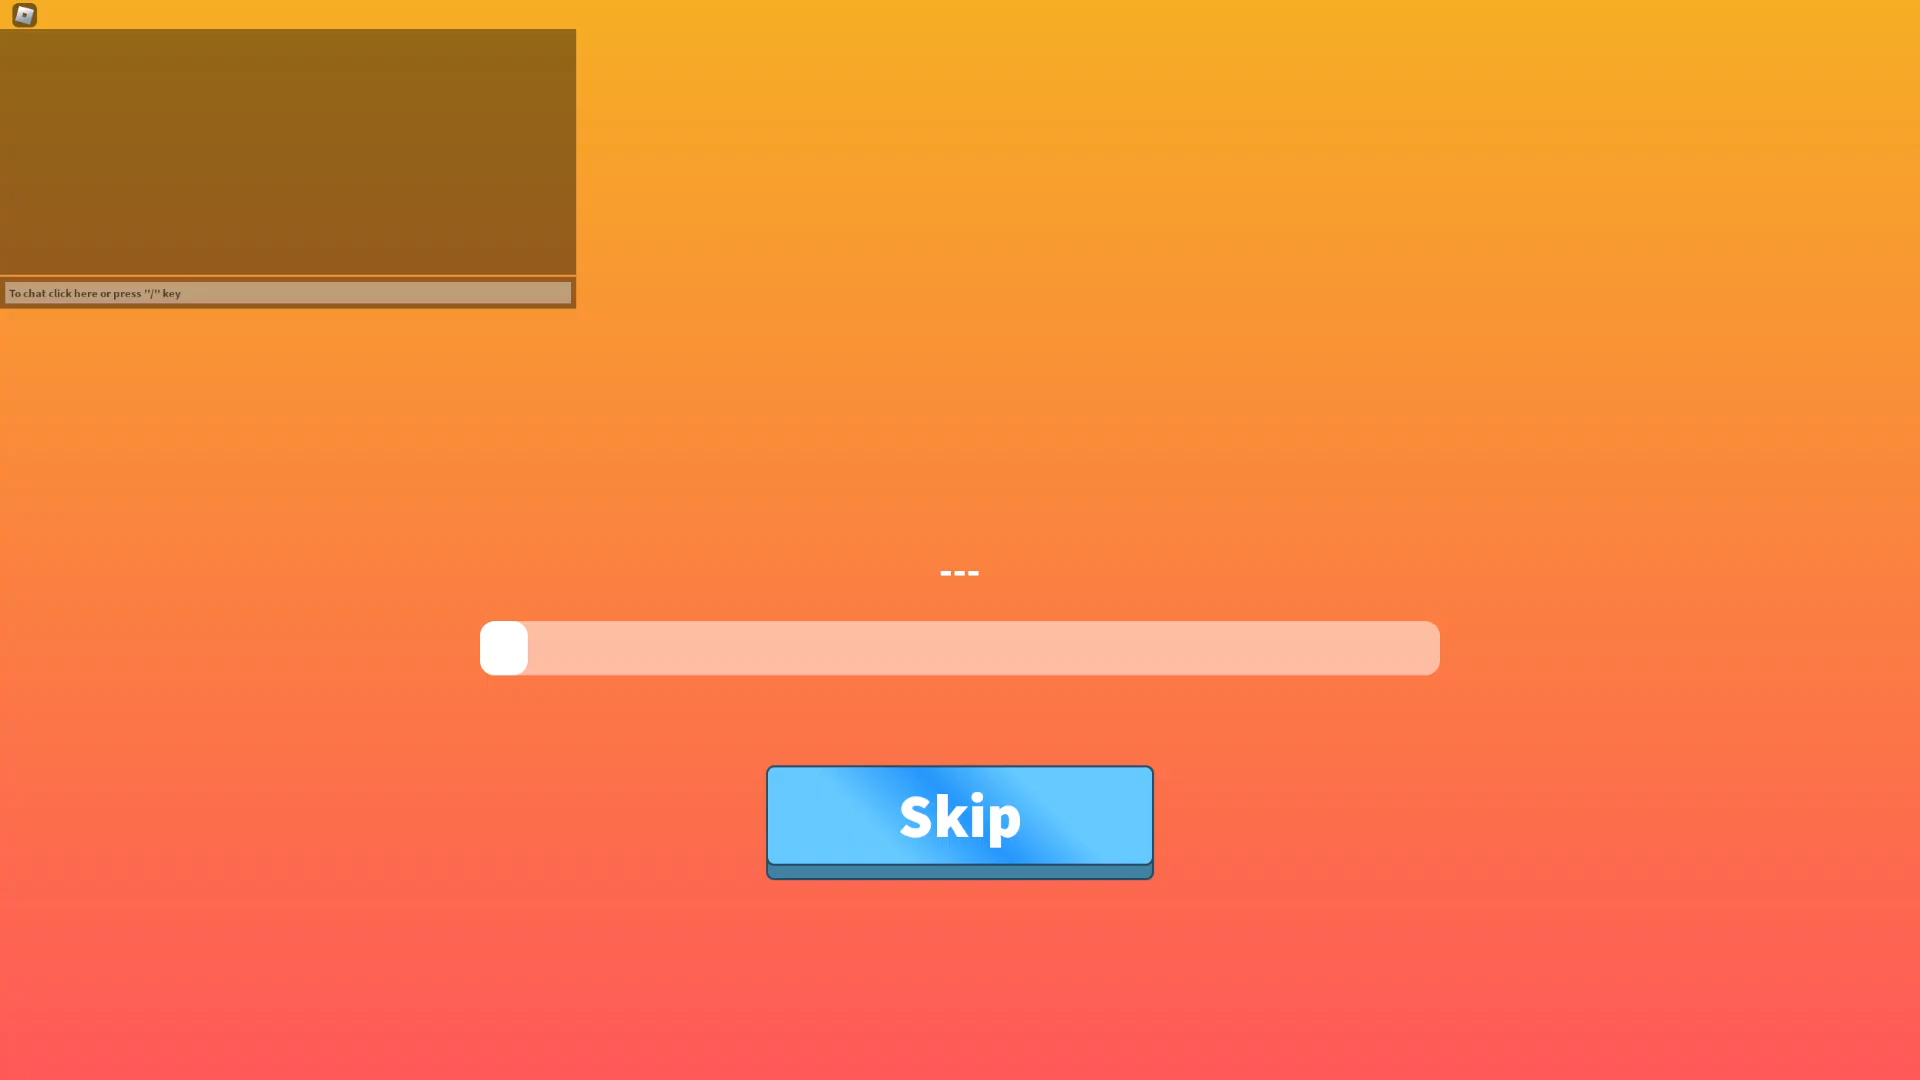 To chat click here or press "/" key
---
Skip